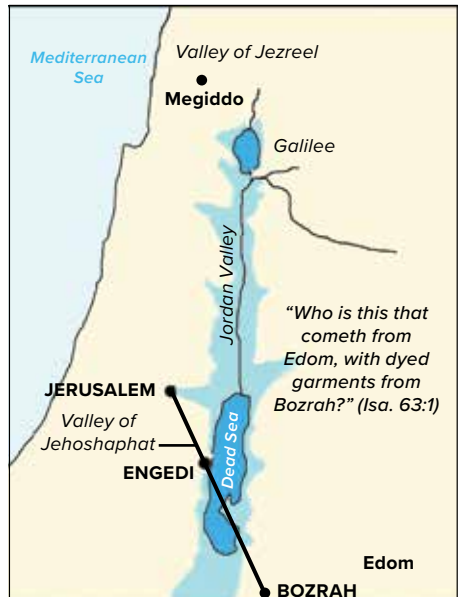 Mediterranean
Sea
Valley of Jezreel
Megiddo
Galilee
Jordan Valley
“Who is this that
cometh from
Edom, with dyed
garments from
Bozrah?” (Isa. 63:1)
JERUSALEM
Valley of
Jehoshaphat
ENGEDI
Dead Sea
Edom
BOZRAH